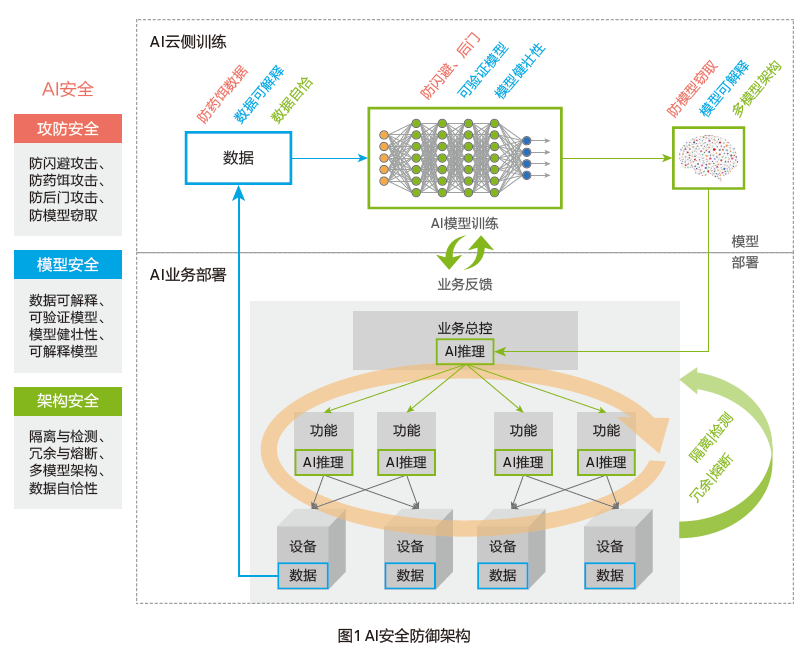 AI安全
攻防安全
防闪避攻击、
防药饵攻击、
防后门攻击、
防模型窃取
模型安全
数据可解释、
可验证模型、
模型健壮性、
可解释模型
架构安全
隔离与检测、
冗余与熔断、
多模型架构、
数据自恰性
AI云侧训练
防药饵数据
数据可解释
数据自恰
防闪避、后门
可验证模型
模型健壮性
防模型窃取
模型可解释
多模型架构
数据
AI模型训练
模型
部署
AI业务部署
业务反馈
业务总控
AI推理
功能
功能
功能
功能
AI推理
AI推理
AI推理
AI推理
隔离|检测
冗余|熔断
设备
设备
设备
设备
数据
数据
数据
数据
图1 AI安全防御架构